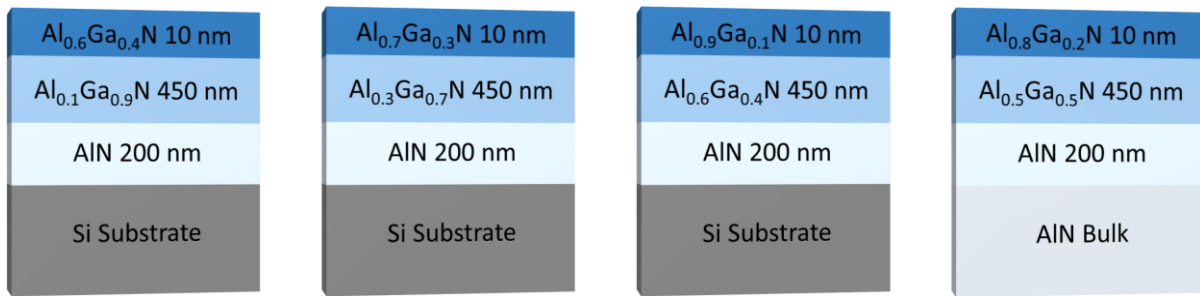 Al₀.₆Ga₀.₄N 10 nm
Al₀.₁Ga₀.₉N 450 nm
AlN 200 nm
Si Substrate
Al₀.₇Ga₀.₃N 10 nm
Al₀.₃Ga₀.₇N 450 nm
AlN 200 nm
Si Substrate
Al₀.₉Ga₀.₁N 10 nm
Al₀.₆Ga₀.₄N 450 nm
AlN 200 nm
Si Substrate
Al₀.₈Ga₀.₂N 10 nm
Al₀.₅Ga₀.₅N 450 nm
AlN 200 nm
AlN Bulk